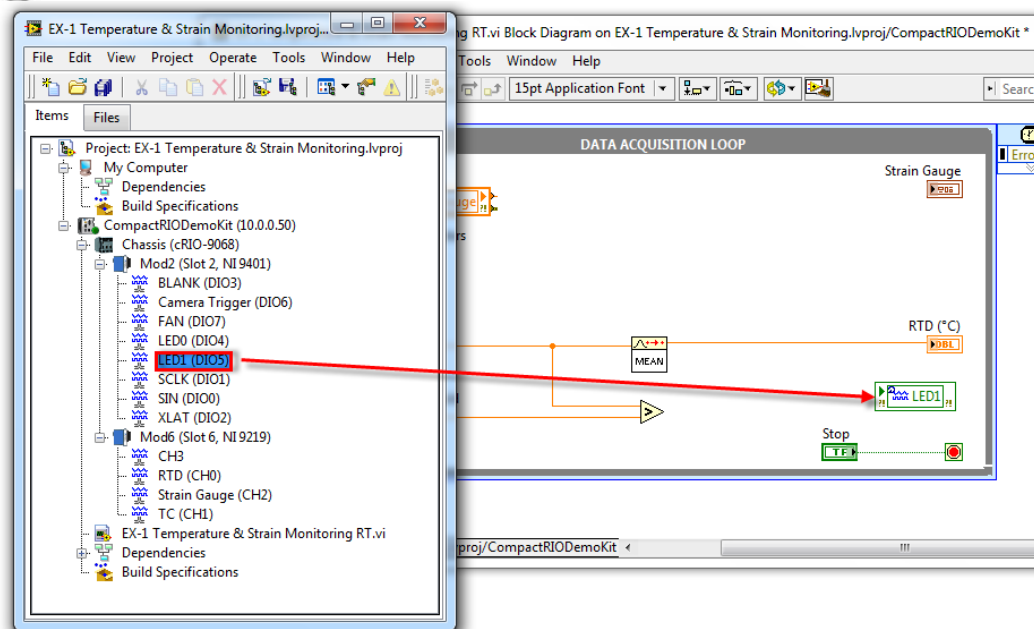 EX-1 Temperature & Strain Monitoring.lvproj...
File Edit View Project Operate Tools Window Help
Items Files
Project: EX-1 Temperature & Strain Monitoring.lvproj
My Computer
Dependencies
Build Specifications
CompactRIODemoKit (10.0.0.50)
Chassis (cRIO-9068)
Mod2 (Slot 2, NI 9401)
BLANK (DIO3)
Camera Trigger (DIO6)
FAN (DIO7)
LED0 (DIO4)
LED1 (DIO5)
SCLK (DIO1)
SIN (DIO0)
XLAT (DIO2)
Mod6 (Slot 6, NI 9219)
CH3
RTD (CH0)
Strain Gauge (CH2)
TC (CH1)
EX-1 Temperature & Strain Monitoring RT.vi
Dependencies
Build Specifications
ng RT.vi Block Diagram on EX-1 Temperature & Strain Monitoring.lvproj/CompactRIODemoKit *
Tools Window Help
15pt Application Font
Searc
DATA ACQUISITION LOOP
Erro
Strain Gauge
uge
rs
RTD (°C)
DBL
MEAN
LED1
Stop
TF
proj/CompactRIODemoKit